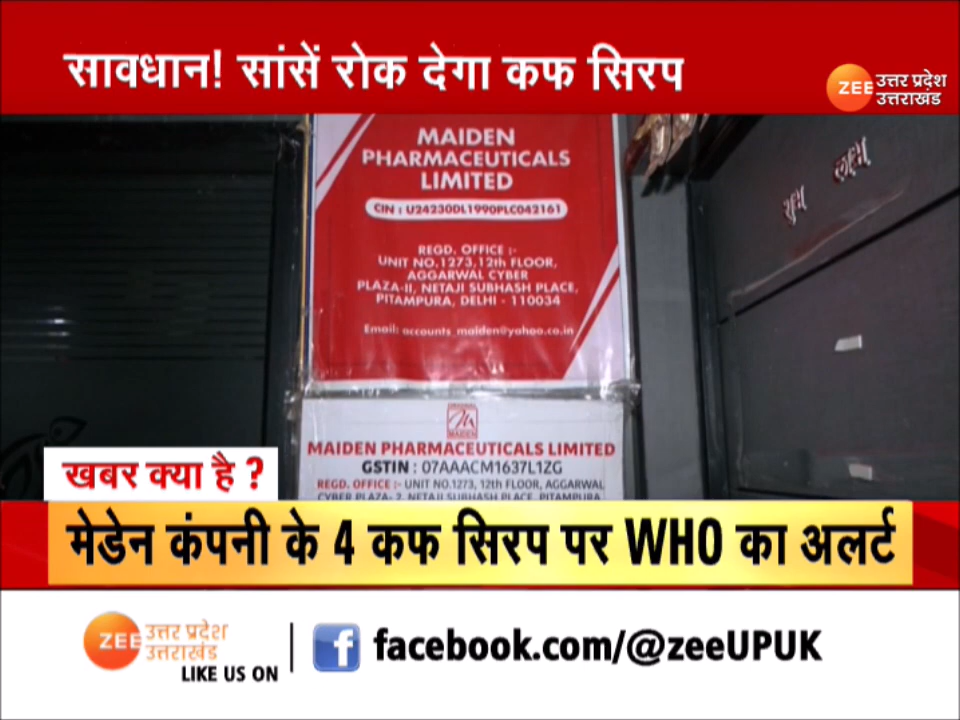 सावधान! सांसें रोक देगा कफ सिरप
ZEE उत्तर प्रदेश
उत्तराखंड
MAIDEN
PHARMACEUTICALS
LIMITED
CIN : U24230DL1990PLC042161
REGD. OFFICE :-
UNIT NO.1273,12th FLOOR,
AGGARWAL CYBER
PLAZA-II, NETAJI SUBHASH PLACE,
PITAMPURA, DELHI - 110034
Email: accounts_maiden@yahoo.co.in
शुभ
लाभ
MAIDEN
MAIDEN PHARMACEUTICALS LIMITED
GSTIN : 07AAACM1637L1ZG
REGD. OFFICE :- UNIT NO.1273, 12th FLOOR, AGGARWAL
CYBER PLAZA- 2, NETAJI SUBHASH PLACE, PITAMPURA,
खबर क्या है ?
मेडेन कंपनी के 4 कफ सिरप पर WHO का अलर्ट
ZEE उत्तर प्रदेश
उत्तराखंड
LIKE US ON
facebook.com/@zeeUPUK